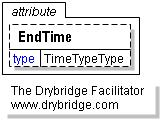 attribute
EndTime
type TimeTypeType
The Drybridge Facilitator
www.drybridge.com